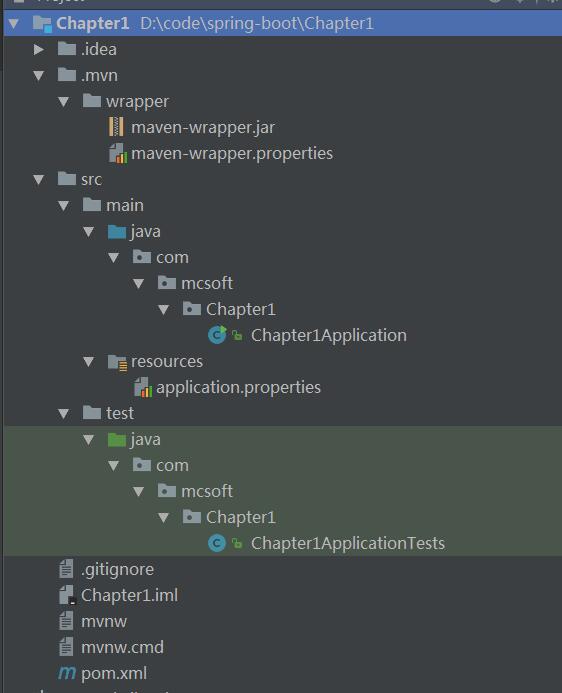 Chapter1 D:\code\spring-boot\Chapter1
.idea
.mvn
wrapper
maven-wrapper.jar
maven-wrapper.properties
src
main
java
com
mcsoft
Chapter1
Chapter1Application
resources
application.properties
test
java
com
mcsoft
Chapter1
Chapter1ApplicationTests
.gitignore
Chapter1.iml
mvnw
mvnw.cmd
pom.xml